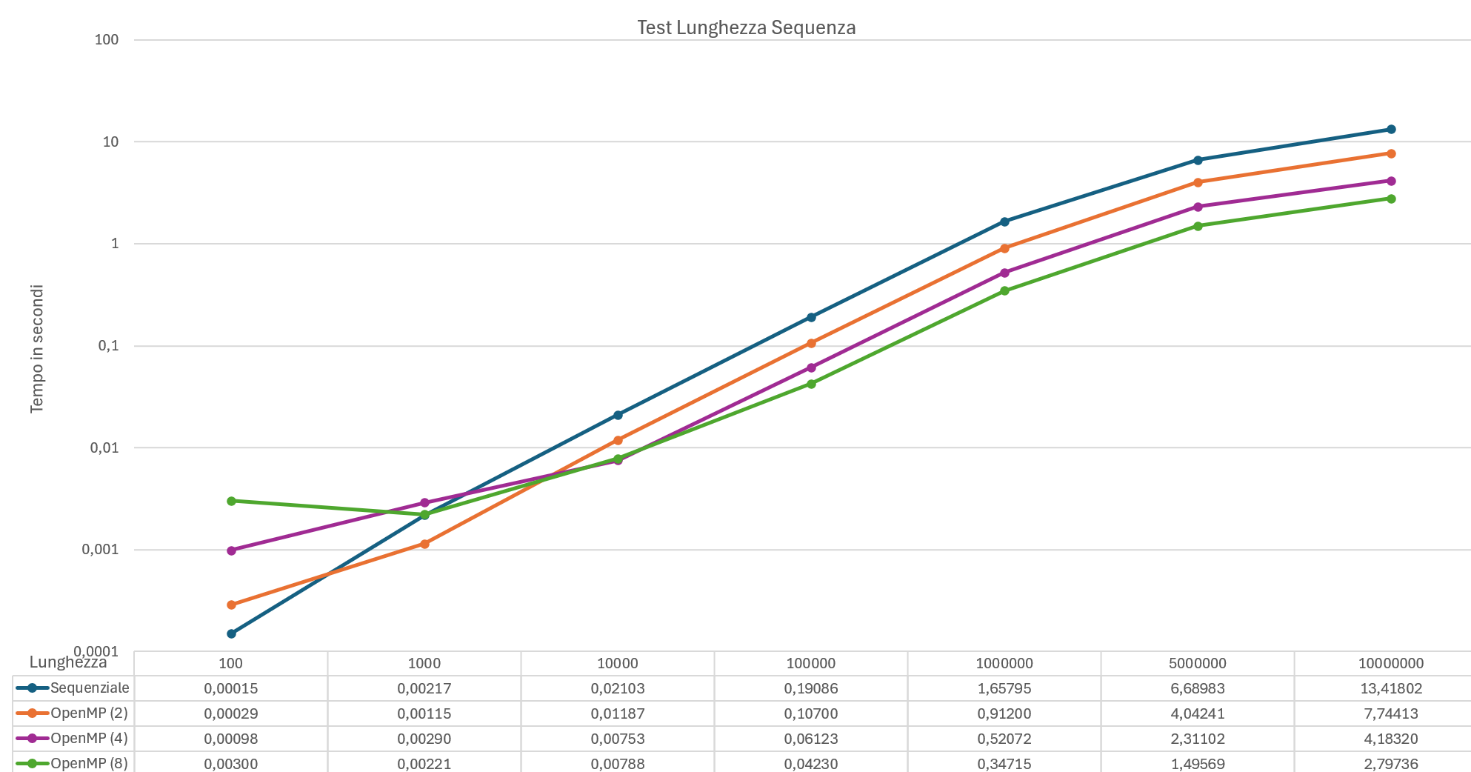 Test Lunghezza Sequenza
100
10
1
0,1
0,01
0,001
0,0001
Tempo in secondi
Lunghezza 100 1000 10000 100000 1000000 5000000 10000000
Sequenziale 0,00015 0,00217 0,02103 0,19086 1,65795 6,68983 13,41802
OpenMP (2) 0,00029 0,00115 0,01187 0,10700 0,91200 4,04241 7,74413
OpenMP (4) 0,00098 0,00290 0,00753 0,06123 0,52072 2,31102 4,18320
OpenMP (8) 0,00300 0,00221 0,00788 0,04230 0,34715 1,49569 2,79736